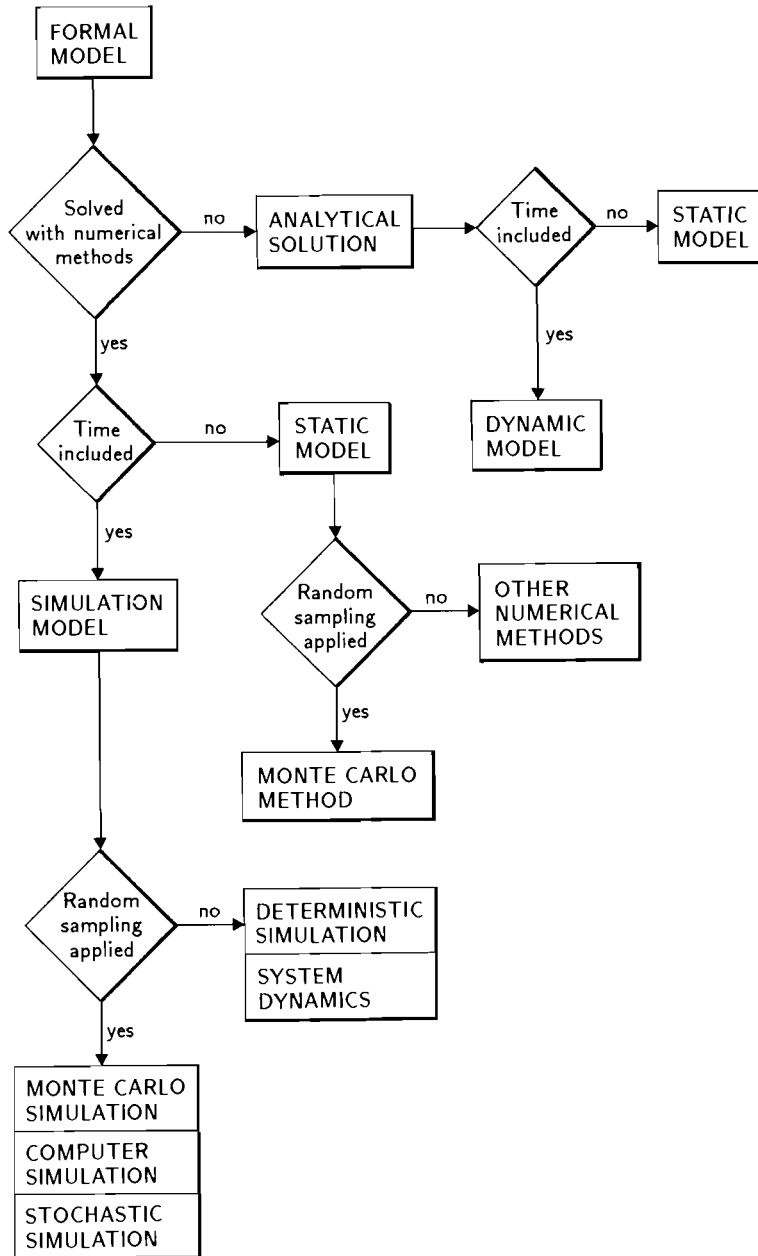 FORMAL
MODEL
Solved
with numerical
methods
no
ANALYTICAL
SOLUTION
Time
included
no
STATIC
MODEL
yes
yes
DYNAMIC
MODEL
Time
included
no
STATIC
MODEL
yes
SIMULATION
MODEL
Random
sampling
applied
no
OTHER
NUMERICAL
METHODS
yes
MONTE CARLO
METHOD
Random
sampling
applied
no
DETERMINISTIC
SIMULATION
SYSTEM
DYNAMICS
yes
MONTE CARLO
SIMULATION
COMPUTER
SIMULATION
STOCHASTIC
SIMULATION